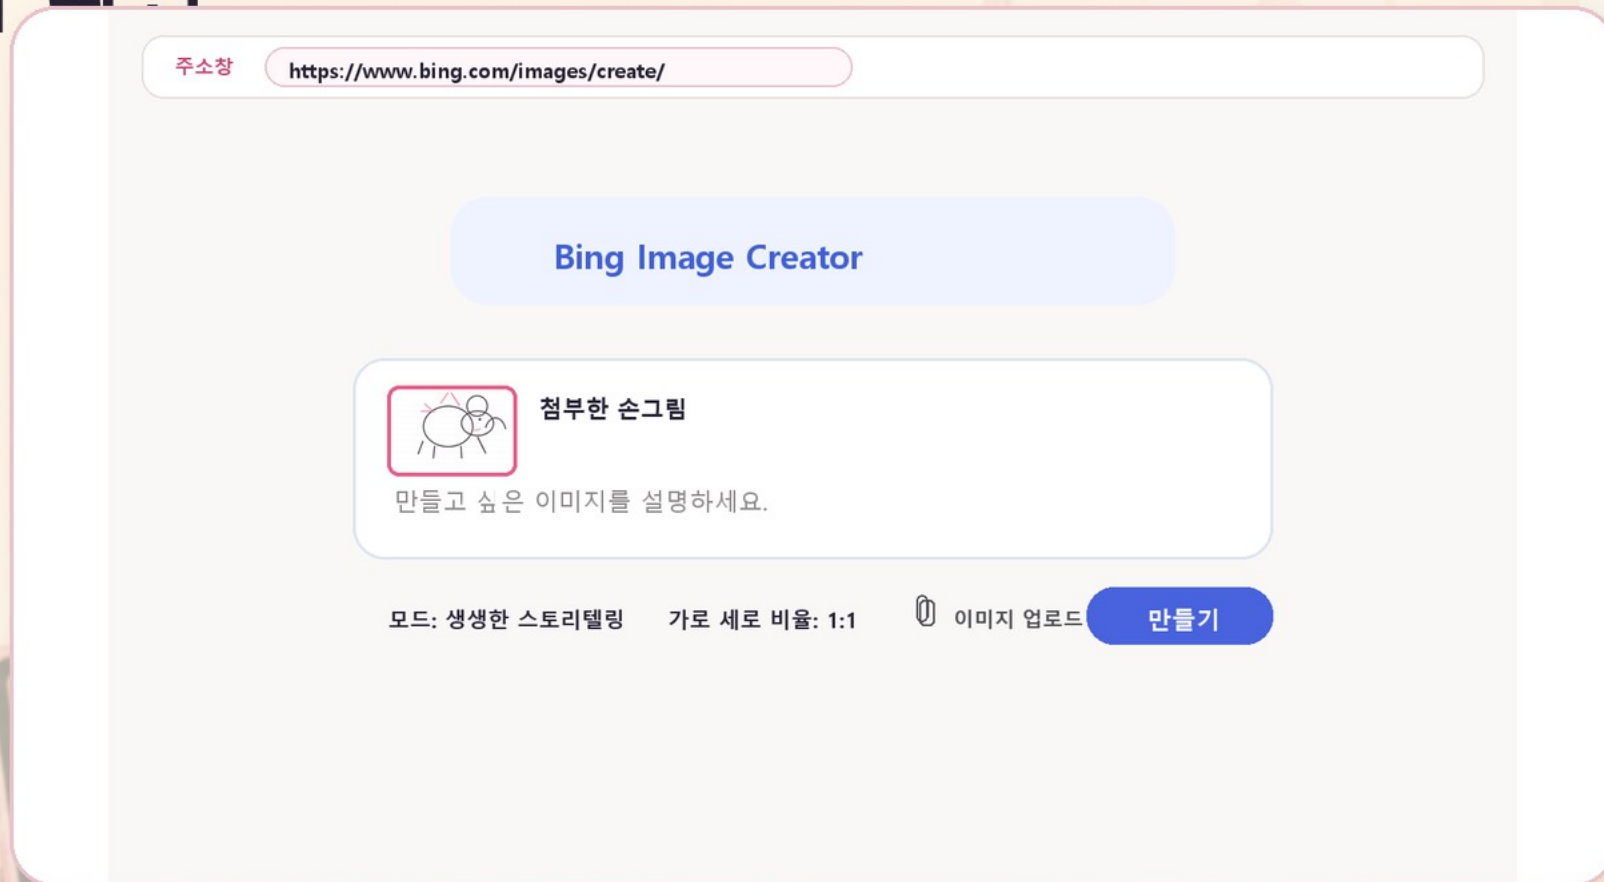 주소창 https://www.bing.com/images/create/
Bing Image Creator
첨부한 손그림
만들고 싶은 이미지를 설명하세요.
모드: 생생한 스토리텔링 가로 세로 비율: 1:1 이미지 업로드 만들기